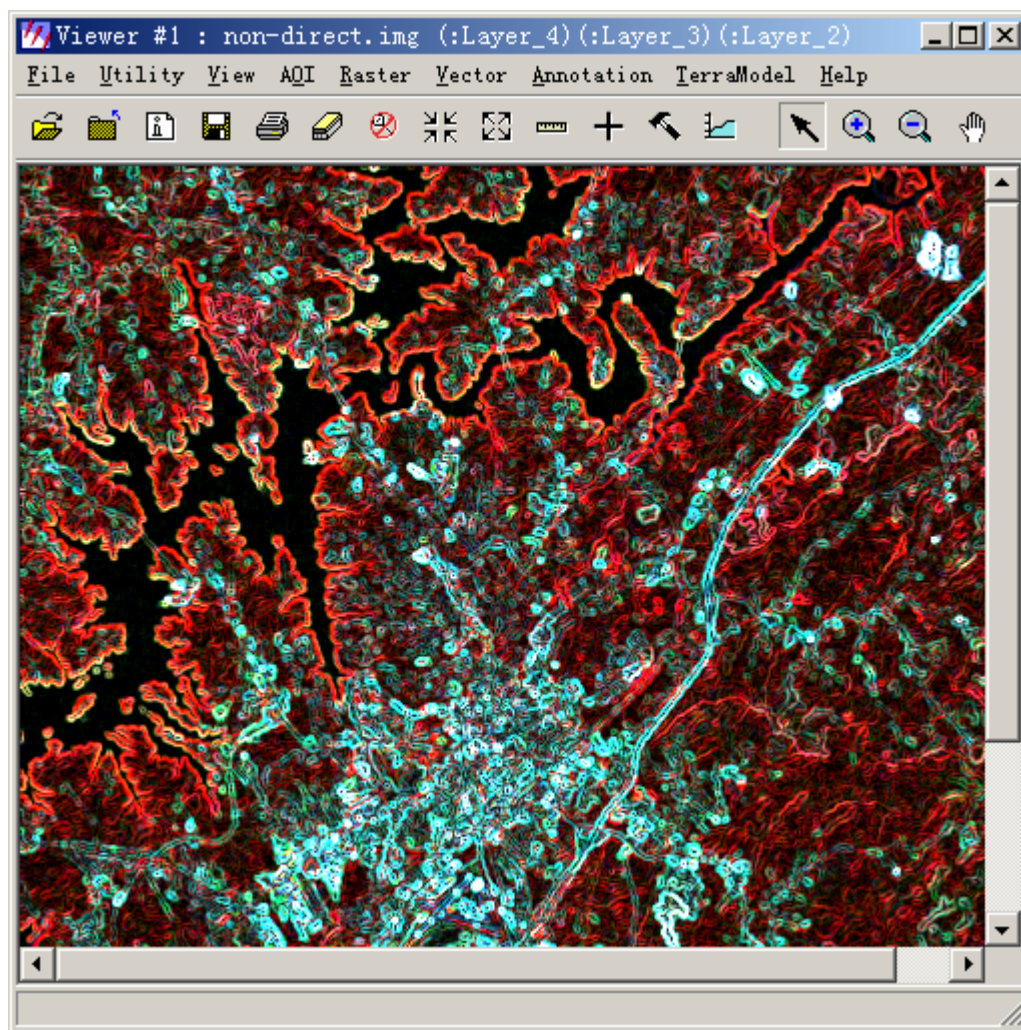 Viewer #1 : non-direct.img (:Layer_4)(:Layer_3)(:Layer_2)
File Utility View AOI Raster Vector Annotation TerraModel Help